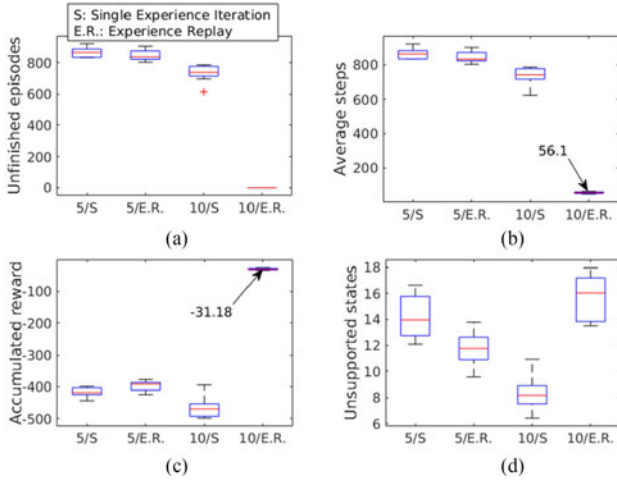 S: Single Experience Iteration
E.R.: Experience Replay
Unfinished episodes
800
600
400
200
0
5/S 5/E.R. 10/S 10/E.R.
(a)
Average steps
800
600
400
200
56.1
5/S 5/E.R. 10/S 10/E.R.
(b)
Accumulated reward
-100
-200
-300
-400
-500
-31.18
5/S 5/E.R. 10/S 10/E.R.
(c)
Unsupported states
18
16
14
12
10
8
6
5/S 5/E.R. 10/S 10/E.R.
(d)